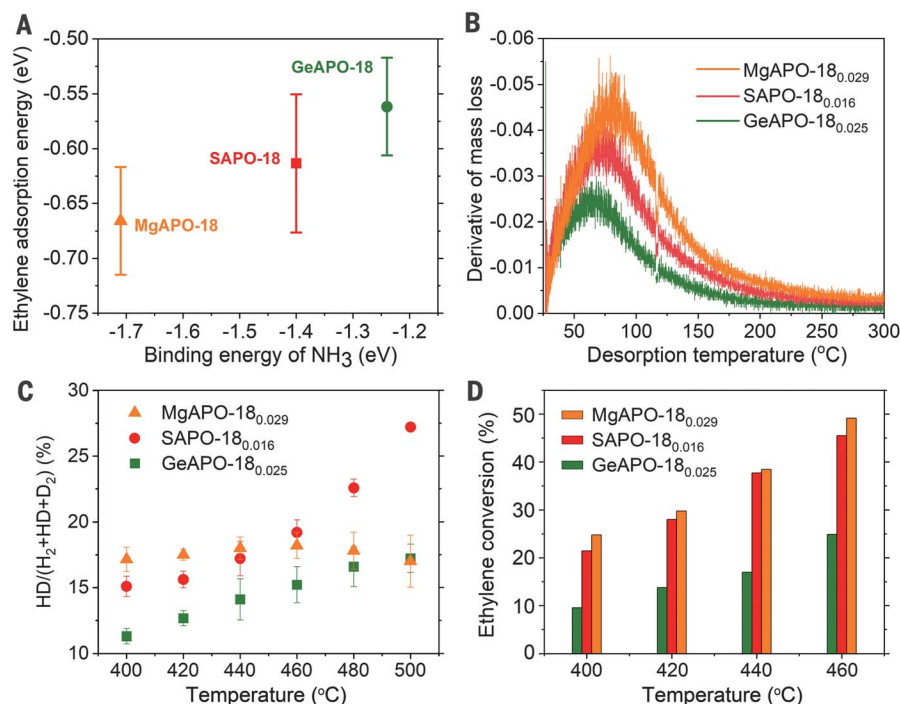 A
Ethylene adsorption energy (eV)
-0.50
-0.55
-0.60
-0.65
-0.70
-0.75
GeAPO-18
SAPO-18
MgAPO-18
-1.7 -1.6 -1.5 -1.4 -1.3 -1.2
Binding energy of NH₃ (eV)
B
Derivative of mass loss
-0.06
-0.05
-0.04
-0.03
-0.02
-0.01
0.00
MgAPO-18₀.₀₂₉
SAPO-18₀.₀₁₆
GeAPO-18₀.₀₂₅
50 100 150 200 250 300
Desorption temperature (°C)
C
HD/(H₂+HD+D₂) (%)
30
25
20
15
10
MgAPO-18₀.₀₂₉
SAPO-18₀.₀₁₆
GeAPO-18₀.₀₂₅
400 420 440 460 480 500
Temperature (°C)
D
Ethylene conversion (%)
50
40
30
20
10
0
MgAPO-18₀.₀₂₉
SAPO-18₀.₀₁₆
GeAPO-18₀.₀₂₅
400 420 440 460
Temperature (°C)